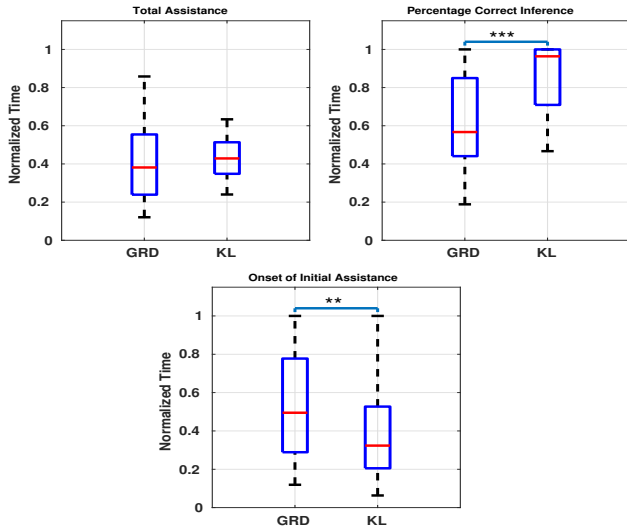 Total Assistance
Normalized Time
1
0.8
0.6
0.4
0.2
0
GRD KL
Percentage Correct Inference
Normalized Time
1
0.8
0.6
0.4
0.2
0
***
GRD KL
Onset of Initial Assistance
Normalized Time
1
0.8
0.6
0.4
0.2
0
**
GRD KL